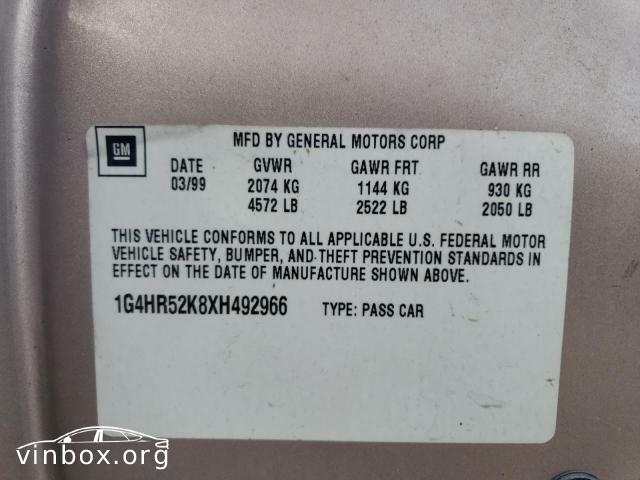 MFD BY GENERAL MOTORS CORP
GM
DATE GVWR GAWR FRT GAWR RR
03/99 2074 KG 1144 KG 930 KG
4572 LB 2522 LB 2050 LB
THIS VEHICLE CONFORMS TO ALL APPLICABLE U.S. FEDERAL MOTOR
VEHICLE SAFETY, BUMPER, AND THEFT PREVENTION STANDARDS IN
EFFECT ON THE DATE OF MANUFACTURE SHOWN ABOVE.
1G4HR52K8XH492966 TYPE: PASS CAR
vinbox.org